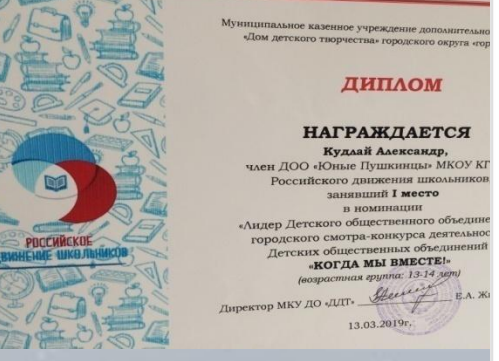 РОССИЙСКОЕ
ДВИЖЕНИЕ ШКОЛЬНИКОВ
Муниципальное казенное учреждение дополнительно
«Дом детского творчества» городского округа «гор
ДИПЛОМ
НАГРАЖДАЕТСЯ
Кудлай Александр,
член ДОО «Юные Пушкинцы» МКОУ КГ
Российского движения школьников
занявший I место
в номинации
«Лидер Детского общественного объедине
городского смотра-конкурса деятельнос
Детских общественных объединений
«КОГДА МЫ ВМЕСТЕ!»
(возрастная группа: 13-14 лет)
Директор МКУ ДО «ДДТ» Е.А. Жи
13.03.2019г.